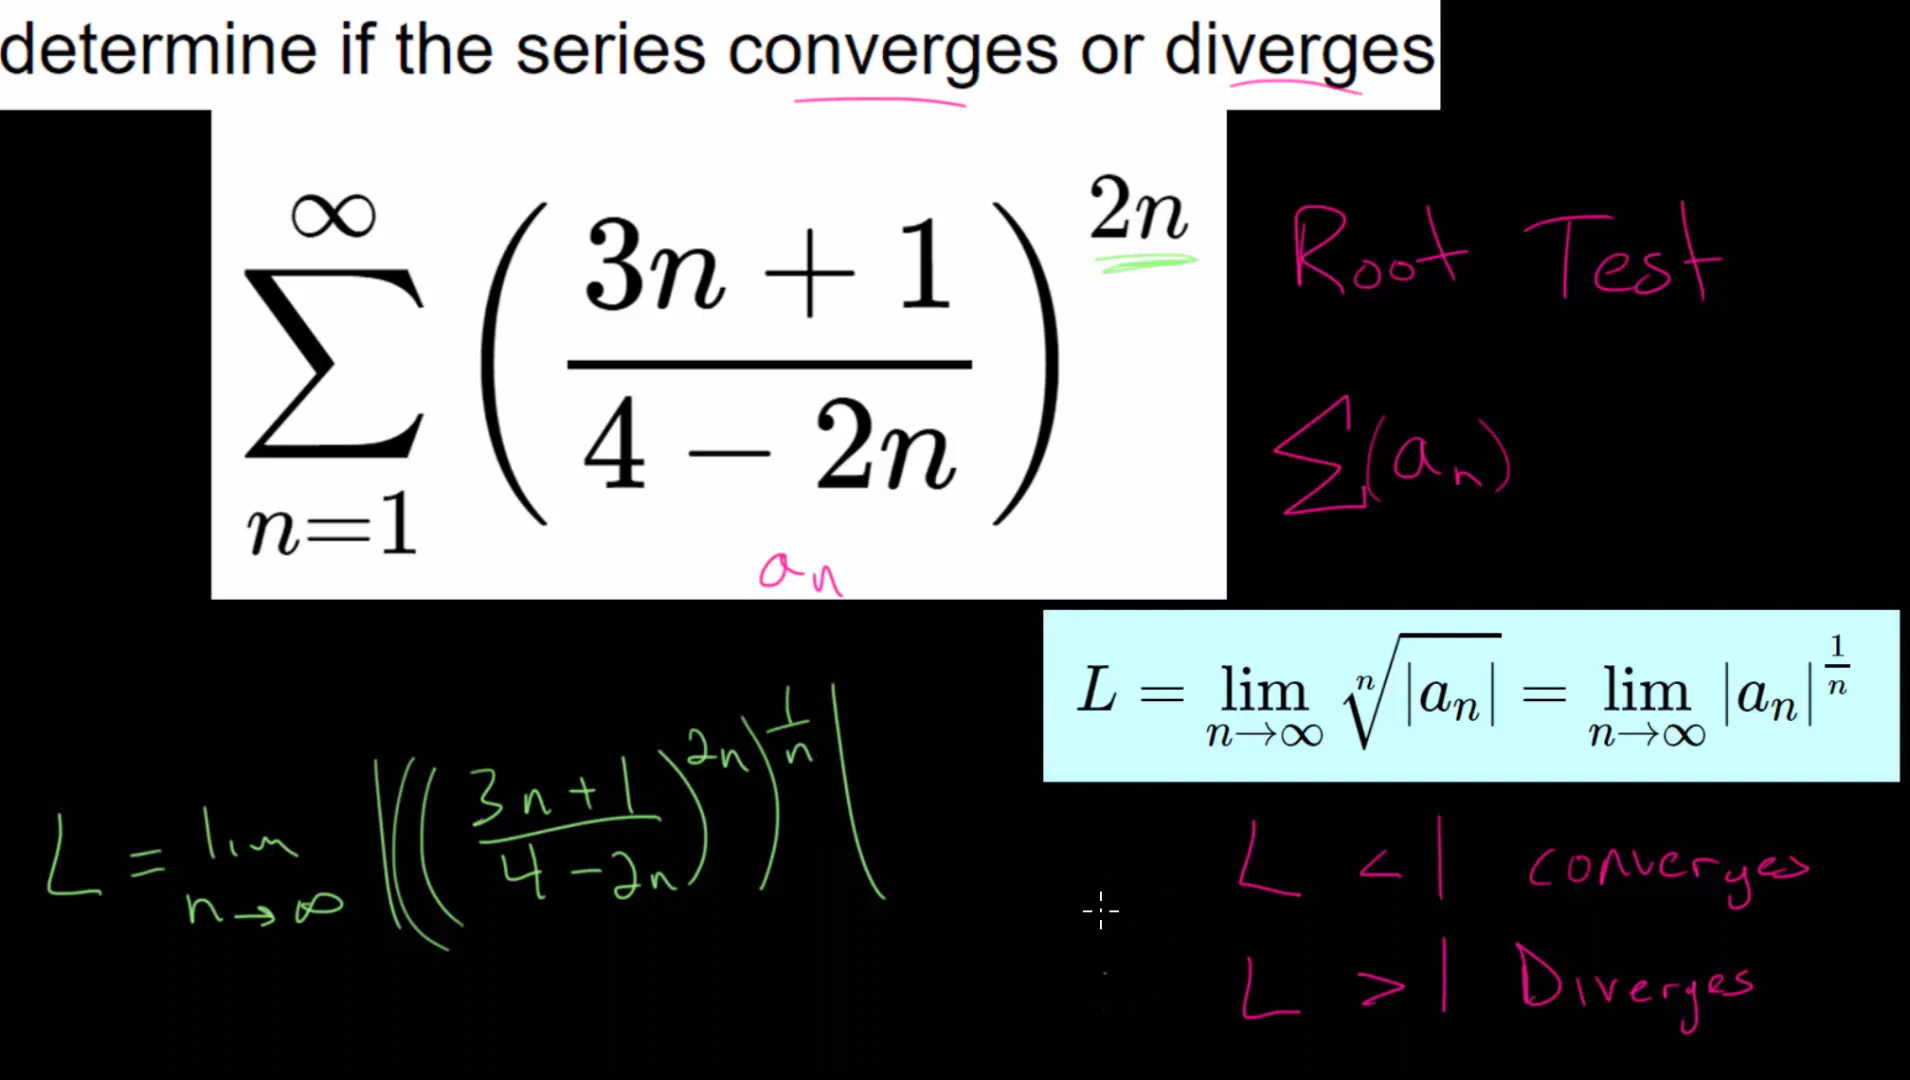 determine if the series converges or diverges
∞
∑ ( (3n + 1)/(4 − 2n) )^{2n}
n=1
a_n
Root Test
∑(a_n)
L = lim_{n→∞} ⁿ√|a_n| = lim_{n→∞} |a_n|^{1/n}
L = lim_{n→∞} |(( (3n+1)/(4−2n) )^{2n})^{1/n}|
L < 1 converges
L > 1 Diverges